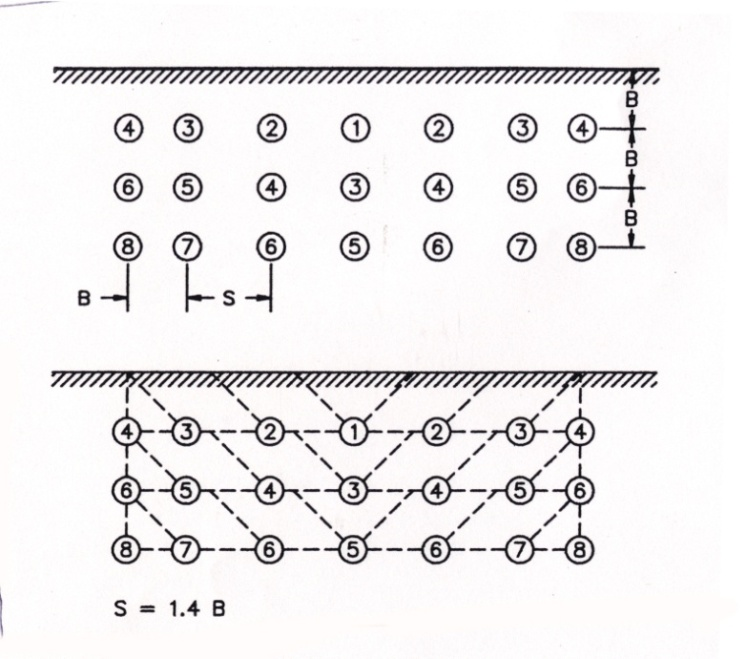 B
④ ③ ② ① ② ③ ④
B
⑥ ⑤ ④ ③ ④ ⑤ ⑥
B
⑧ ⑦ ⑥ ⑤ ⑥ ⑦ ⑧
B S
④ ③ ② ① ② ③ ④
⑥ ⑤ ④ ③ ④ ⑤ ⑥
⑧ ⑦ ⑥ ⑤ ⑥ ⑦ ⑧
S = 1.4 B